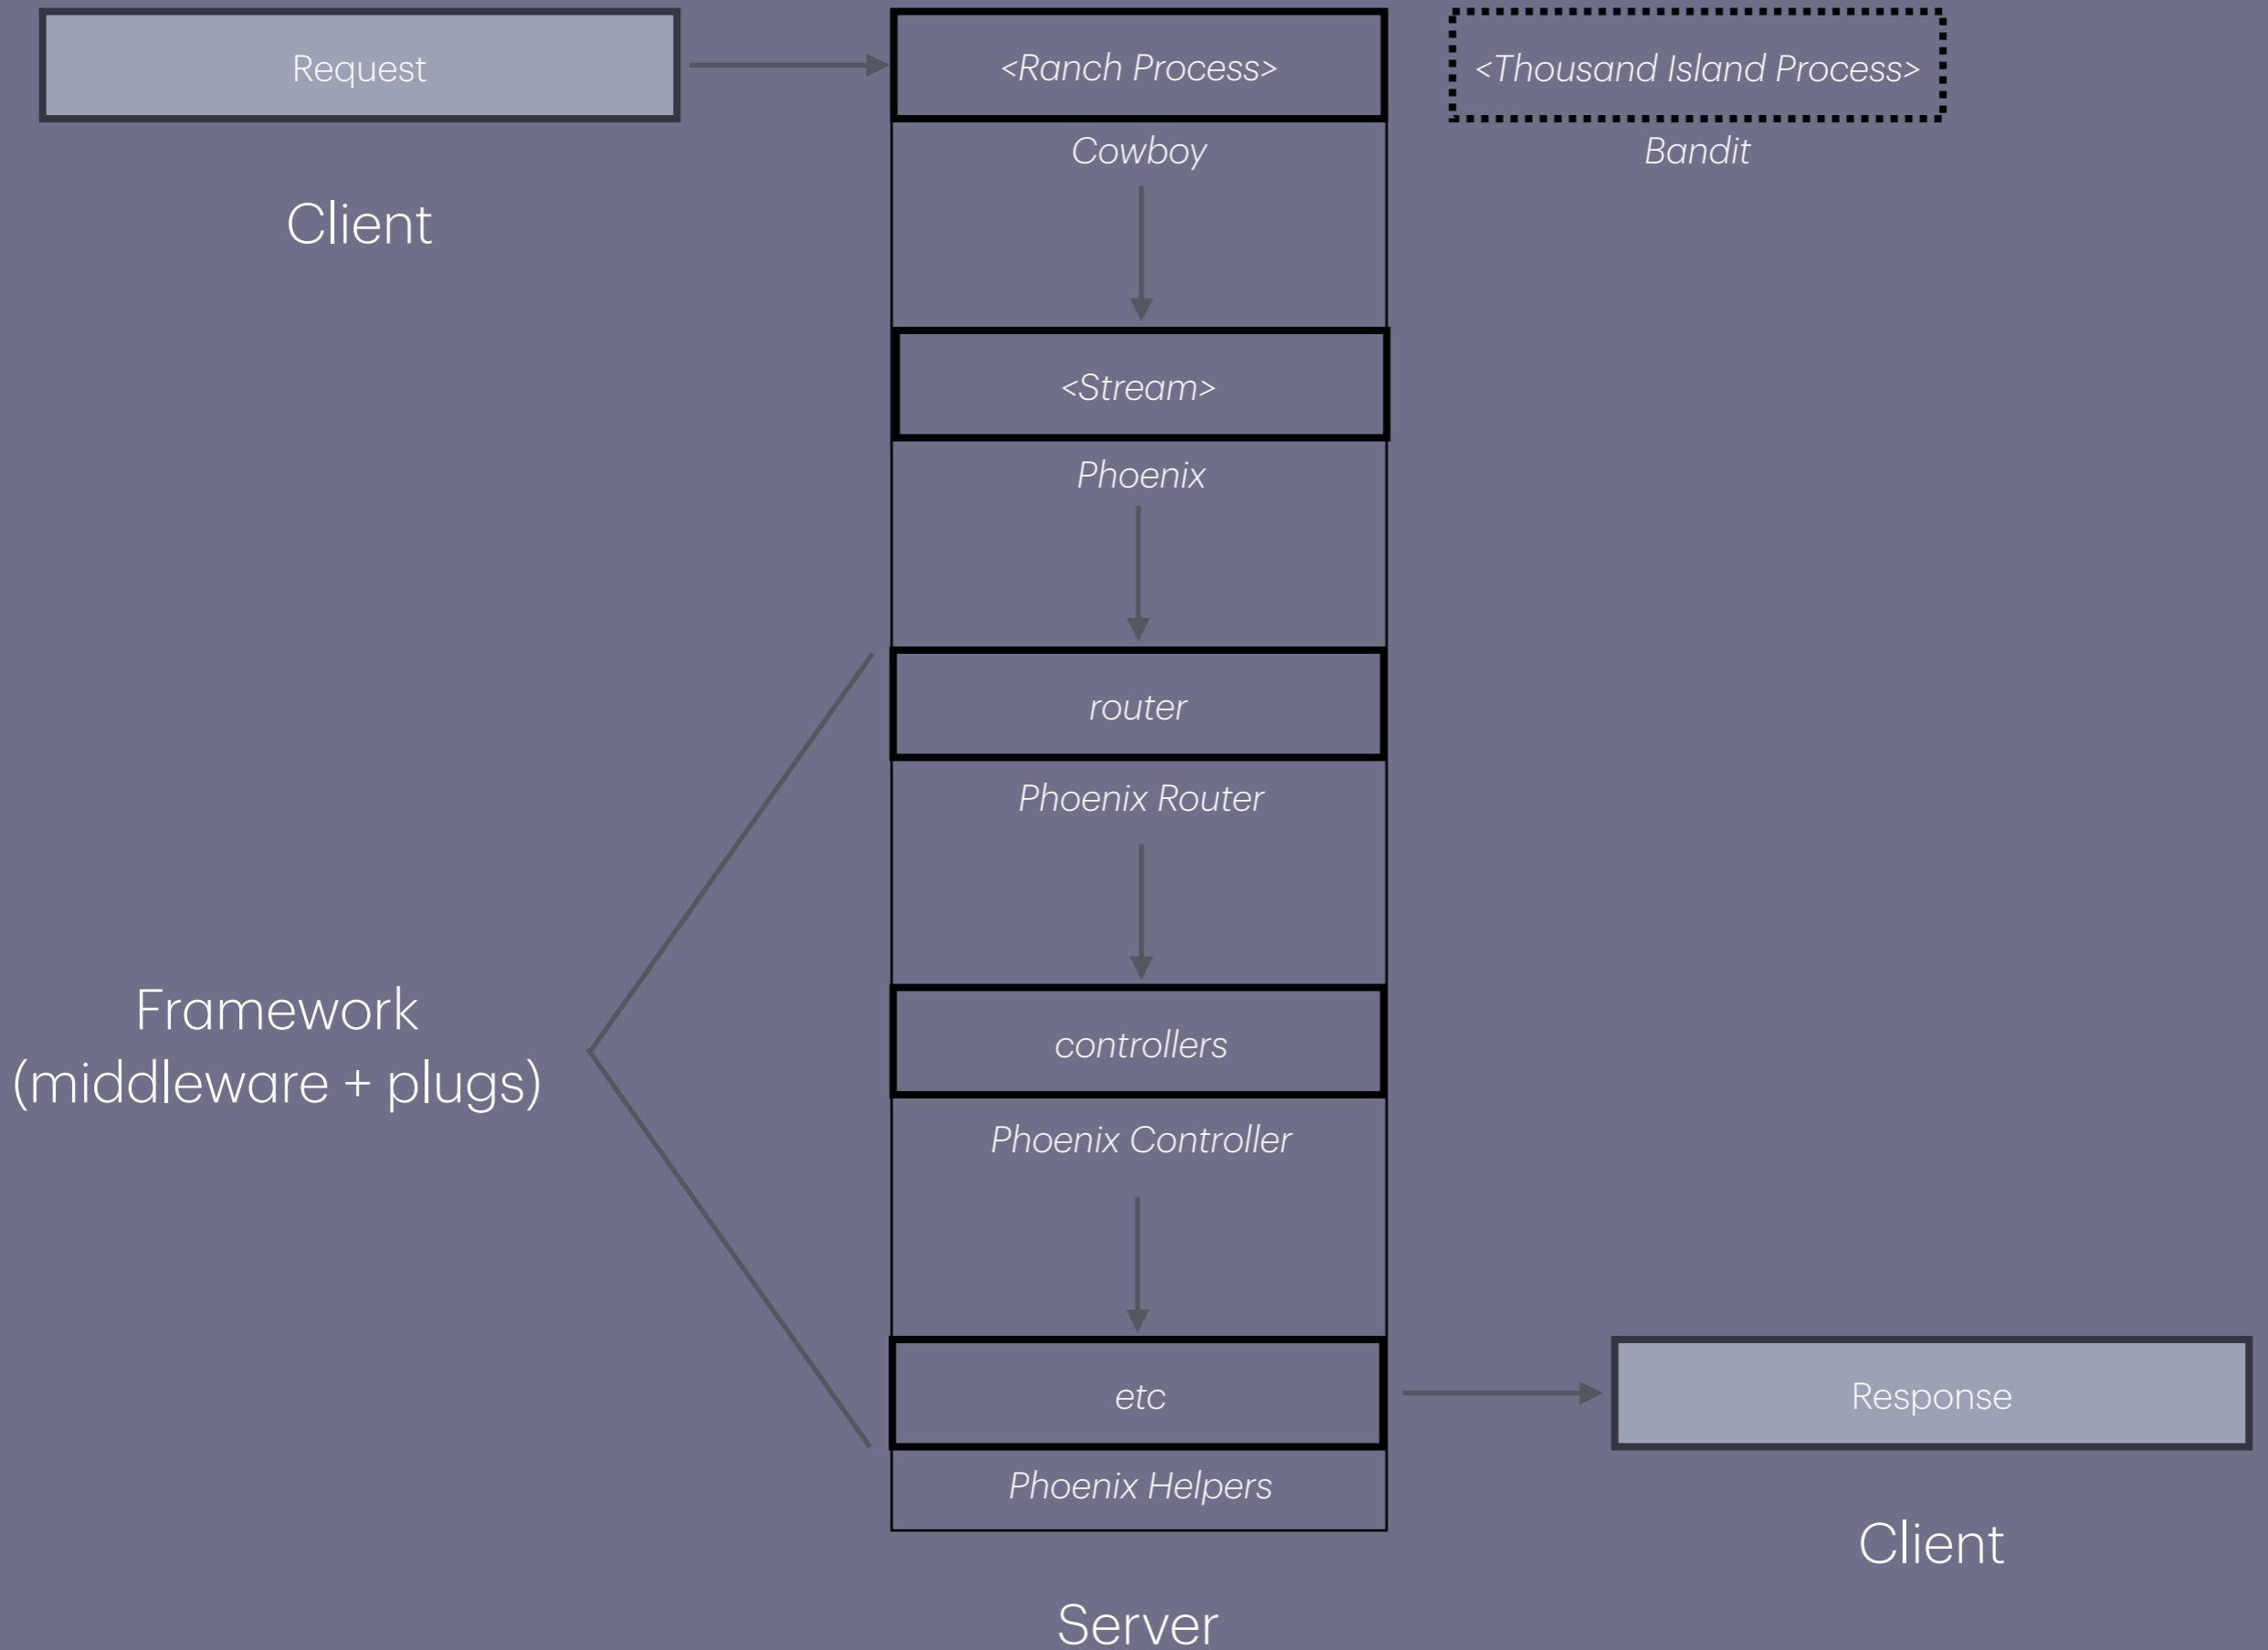 Request
<Ranch Process>
<Thousand Island Process>
Cowboy
Bandit
Client
<Stream>
Phoenix
router
Phoenix Router
Framework
(middleware + plugs)
controllers
Phoenix Controller
etc
Response
Phoenix Helpers
Client
Server